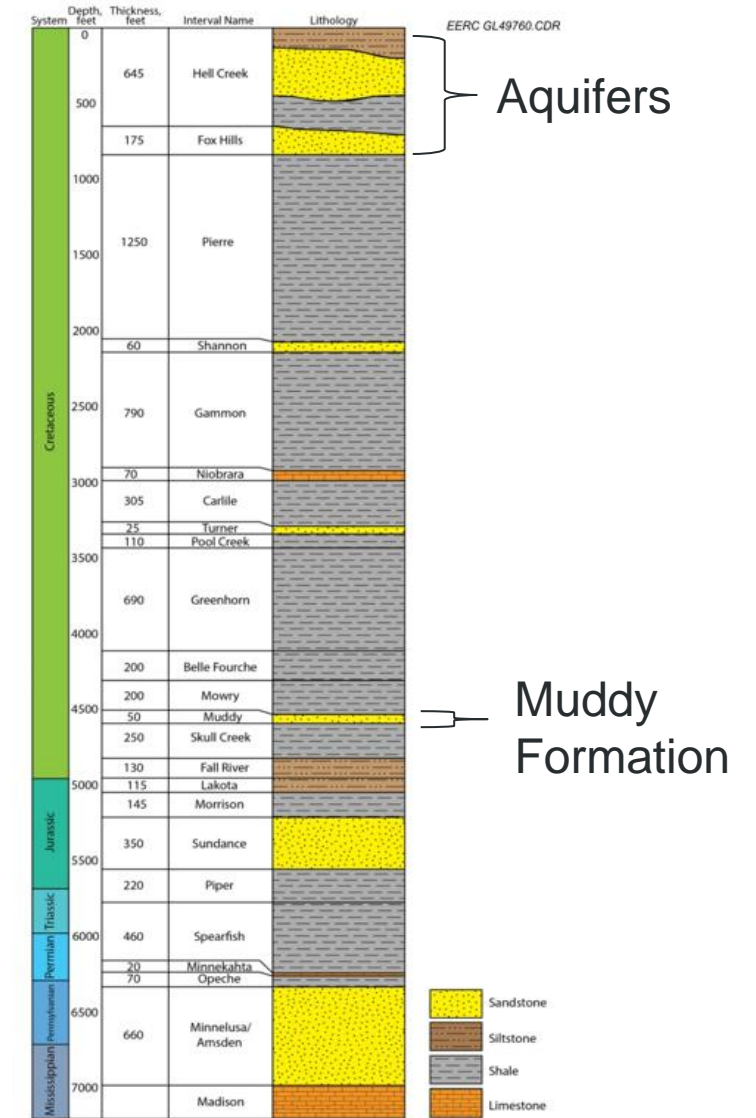 System
Depth, feet
Thickness, feet
Interval Name
Lithology
EERC GL49760.CDR
0
500
1000
1500
2000
2500
3000
3500
4000
4500
5000
5500
6000
6500
7000
Cretaceous
Jurassic
Triassic
Permian
Pennsylvanian
Mississippian
645 Hell Creek
175 Fox Hills
1250 Pierre
60 Shannon
790 Gammon
70 Niobrara
305 Carlile
25 Turner
110 Pool Creek
690 Greenhorn
200 Belle Fourche
200 Mowry
50 Muddy
250 Skull Creek
130 Fall River
115 Lakota
145 Morrison
350 Sundance
220 Piper
460 Spearfish
20 Minnekahta
70 Opeche
660 Minnelusa/
Amsden
Madison
Aquifers
Muddy
Formation
Sandstone
Siltstone
Shale
Limestone